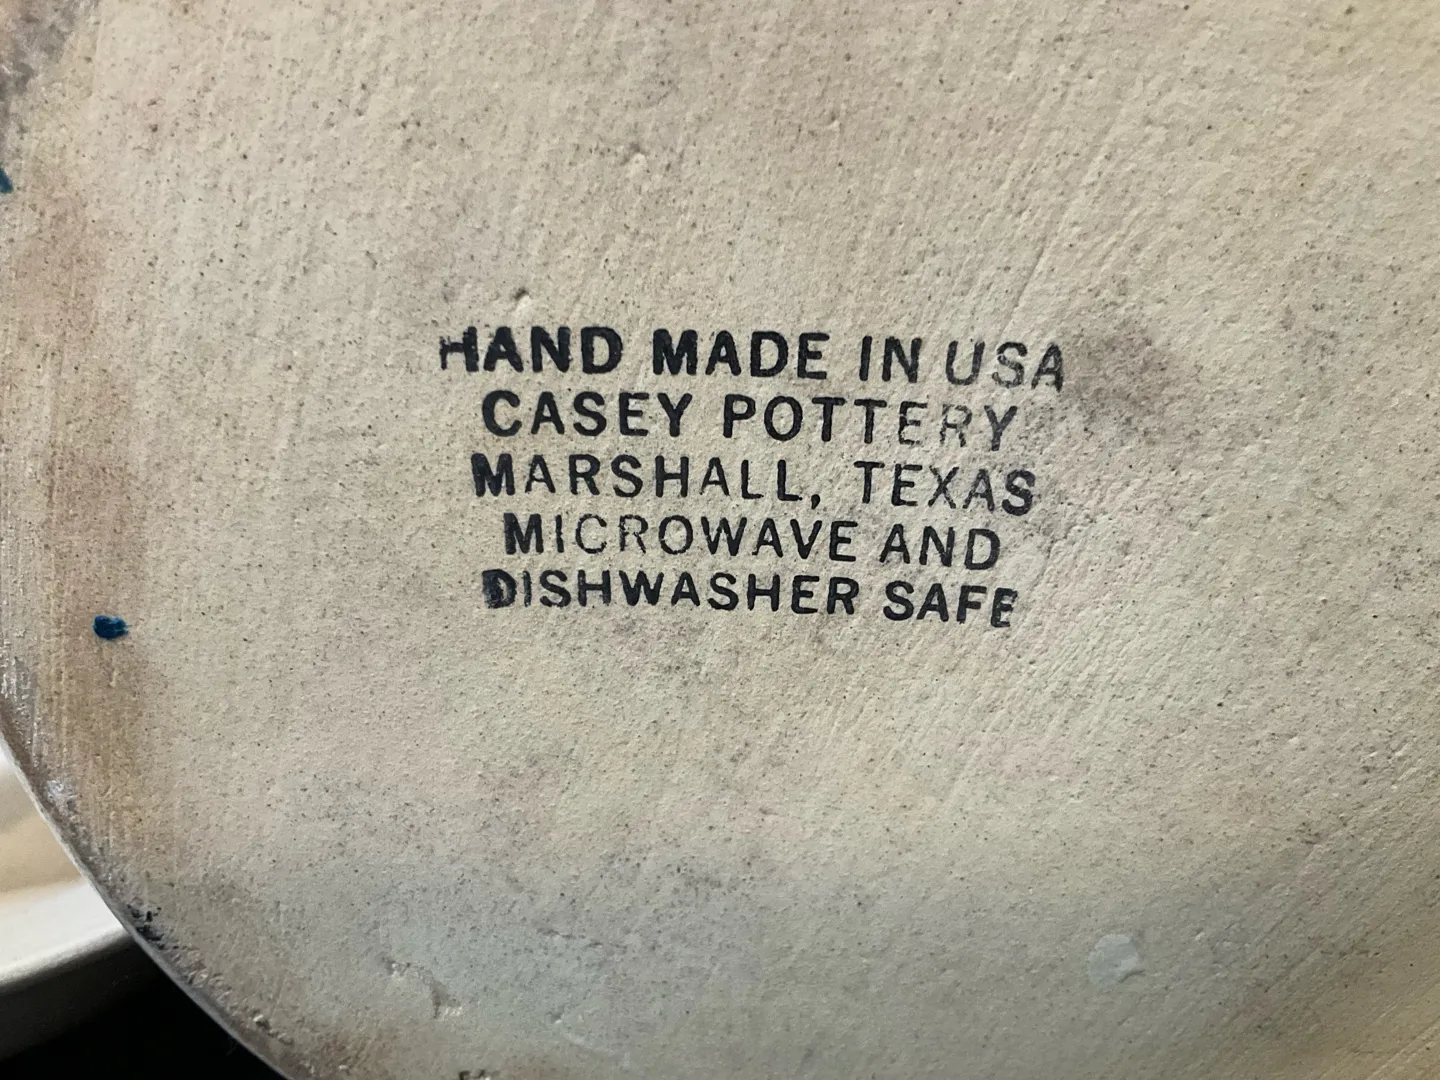 HAND MADE IN USA
CASEY POTTERY
MARSHALL, TEXAS
MICROWAVE AND
DISHWASHER SAFE